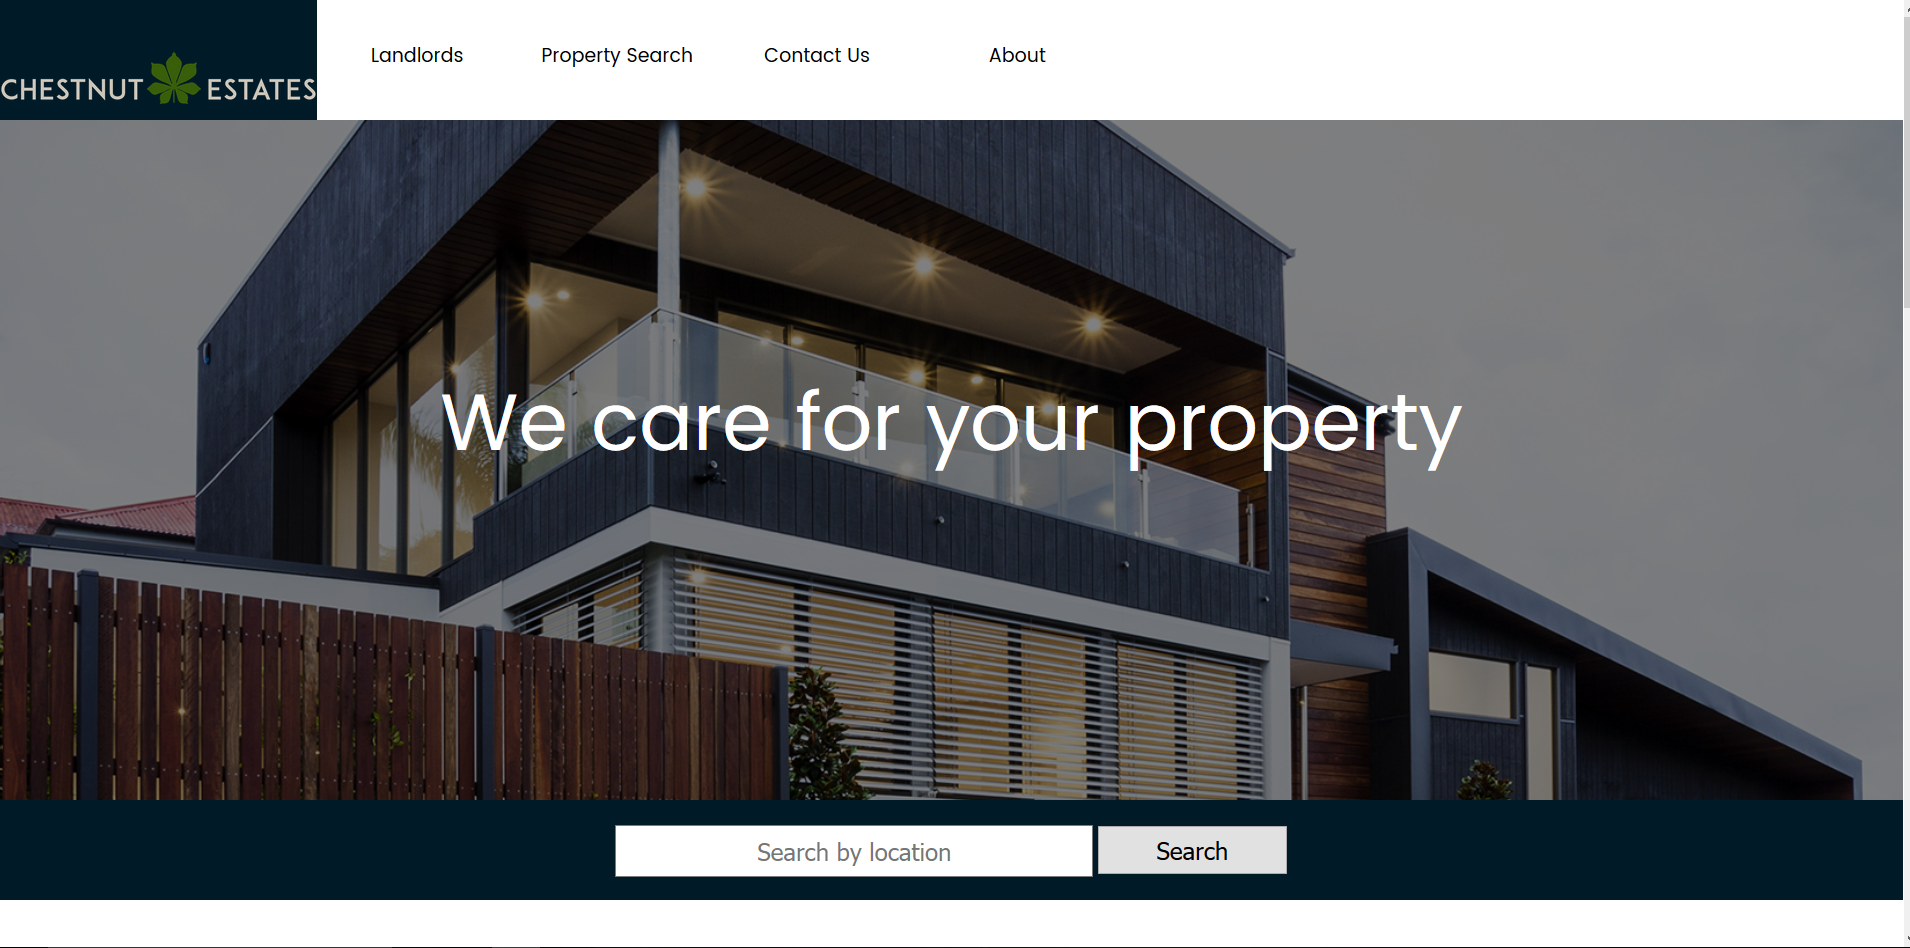 CHESTNUT ESTATES
Landlords Property Search Contact Us About
We care for your property
Search by location Search